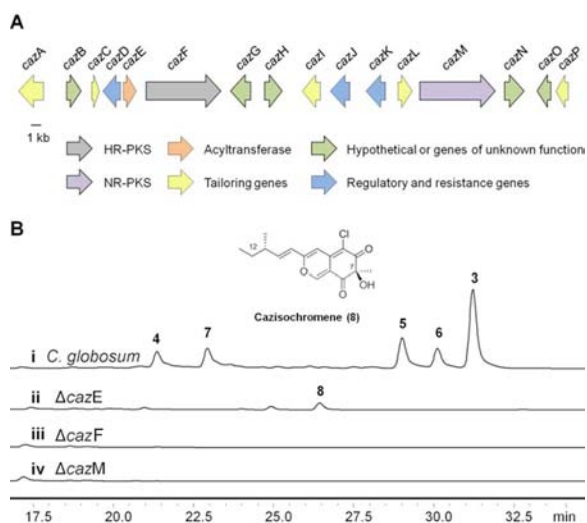 A
cazA cazB cazC cazD cazE cazF cazG cazH cazI cazJ cazK cazL cazM cazN cazO cazP
1 kb
HR-PKS Acyltransferase Hypothetical or genes of unknown function
NR-PKS Tailoring genes Regulatory and resistance genes
B
Cl
12 O
O 7
O OH
Cazisochromene (8)
3
4 7 5 6
i C. globosum
ii ΔcazE 8
iii ΔcazF
iv ΔcazM
17.5 20.0 22.5 25.0 27.5 30.0 32.5 min